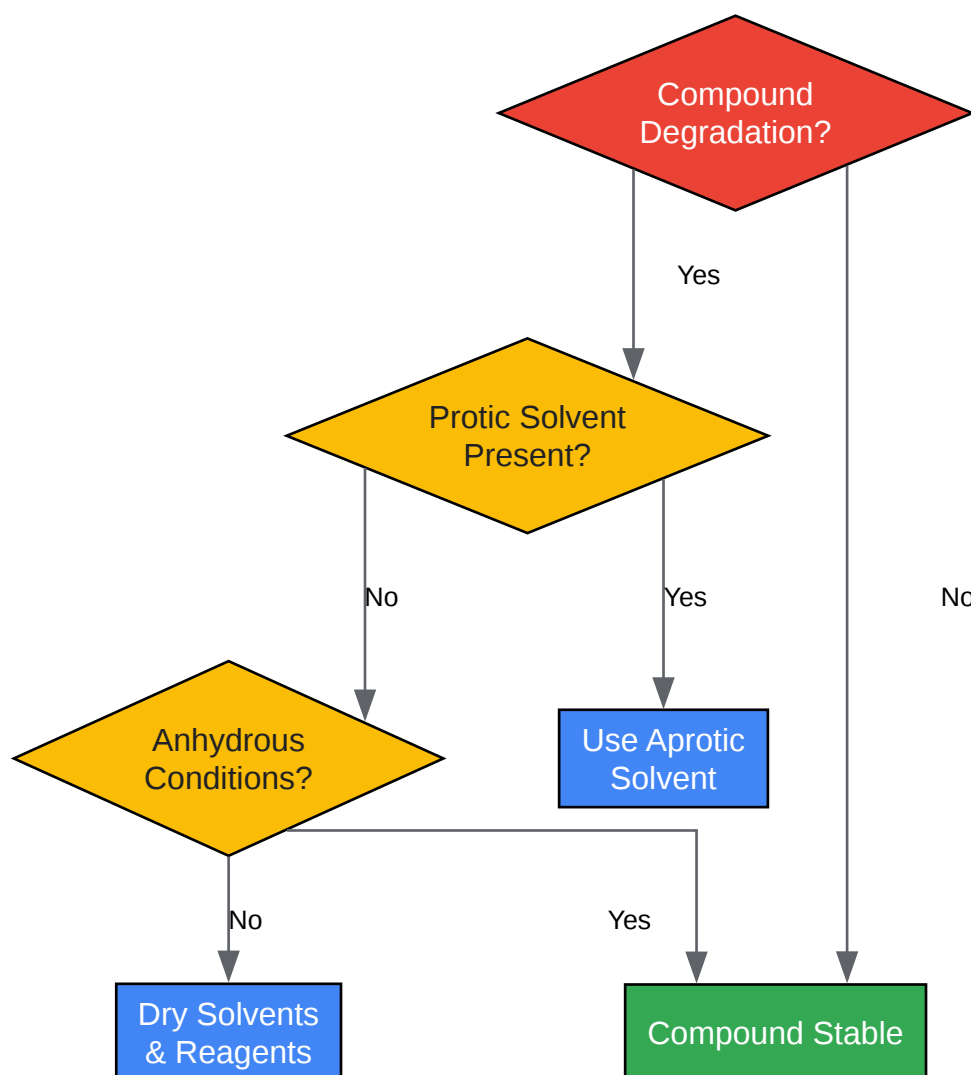 Compound
Degradation?
Yes
Protic Solvent
Present?
No
Yes
No
Anhydrous
Conditions?
Use Aprotic
Solvent
No
Yes
Dry Solvents
& Reagents
Compound Stable